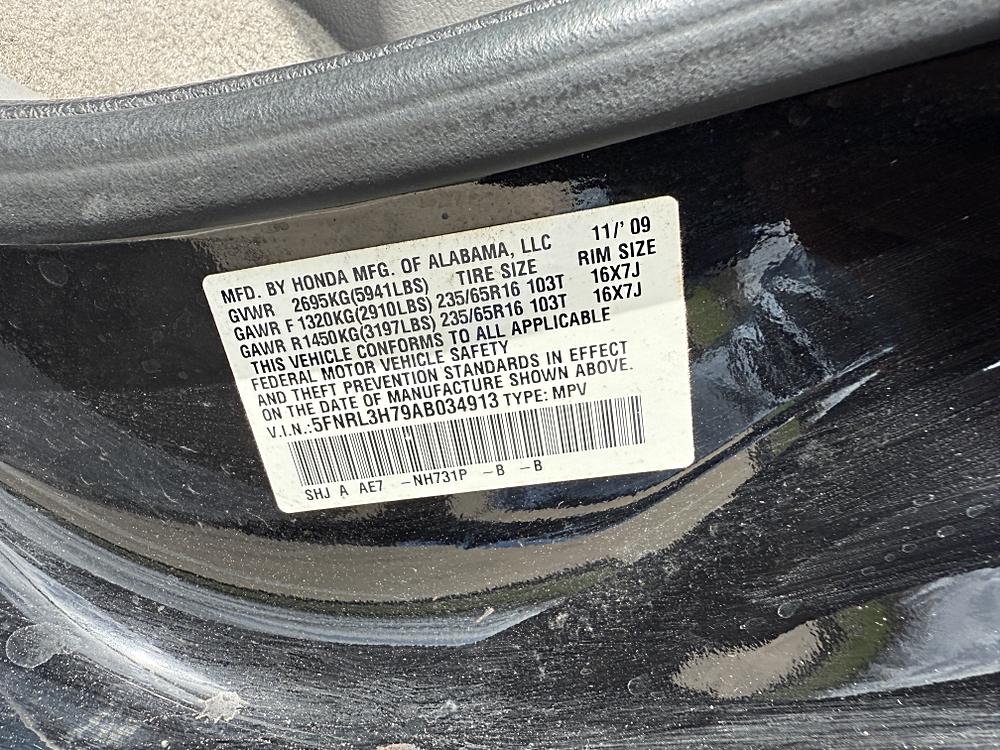 MFD. BY HONDA MFG. OF ALABAMA, LLC 11/' 09
GVWR 2695KG(5941LBS) TIRE SIZE RIM SIZE
GAWR F 1320KG(2910LBS) 235/65R16 103T 16X7J
GAWR R1450KG(3197LBS) 235/65R16 103T 16X7J
THIS VEHICLE CONFORMS TO ALL APPLICABLE
FEDERAL MOTOR VEHICLE SAFETY
AND THEFT PREVENTION STANDARDS IN EFFECT
ON THE DATE OF MANUFACTURE SHOWN ABOVE.
V.I.N.:5FNRL3H79AB034913 TYPE: MPV
SHJ A AE7 -NH731P -B -B